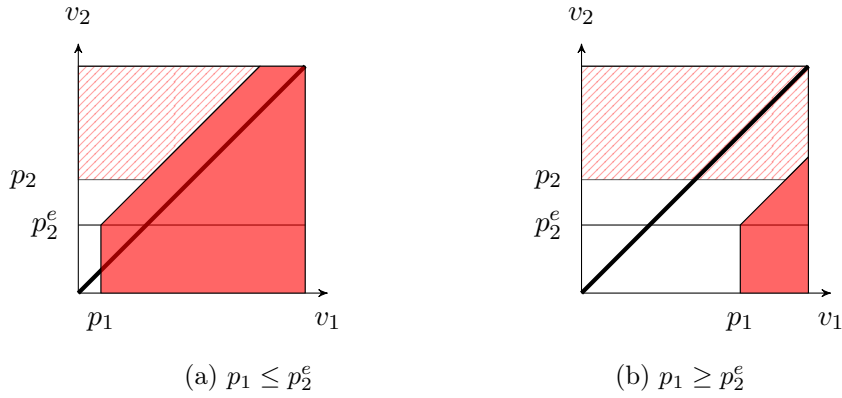 v₂ v₂
p₂ p₂
p₂ᵉ p₂ᵉ
p₁ v₁ p₁ v₁
(a) p₁ ≤ p₂ᵉ (b) p₁ ≥ p₂ᵉ